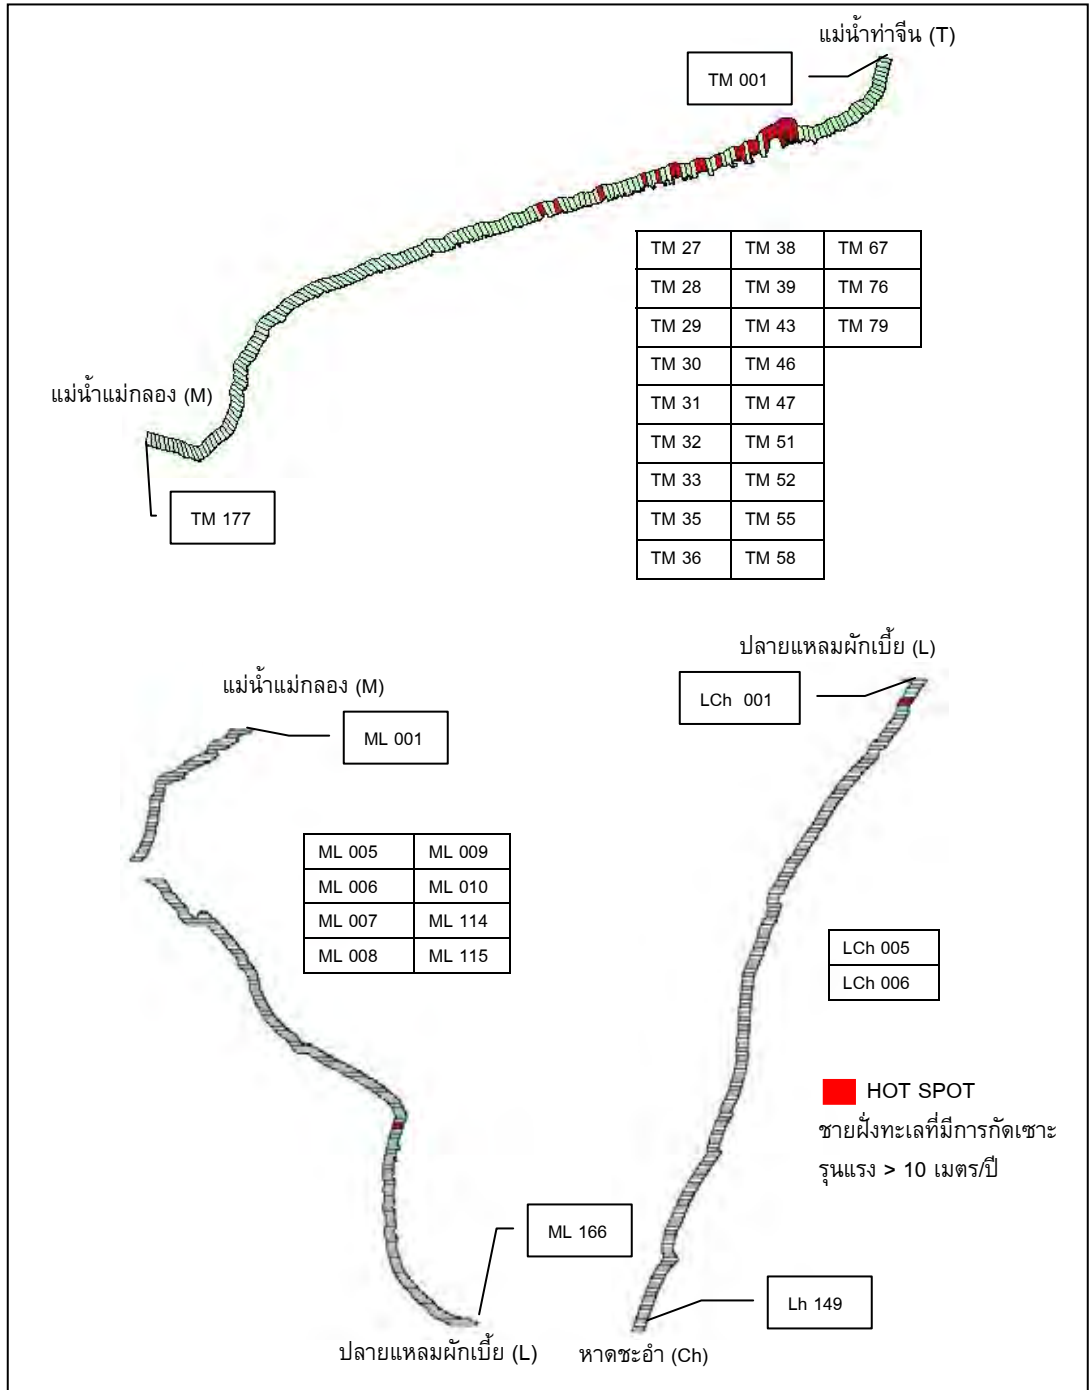 แม่น้ำท่าจีน (T)
TM 001
TM 27 TM 38 TM 67
TM 28 TM 39 TM 76
TM 29 TM 43 TM 79
TM 30 TM 46
TM 31 TM 47
TM 32 TM 51
TM 33 TM 52
TM 35 TM 55
TM 36 TM 58
แม่น้ำแม่กลอง (M)
TM 177
แม่น้ำแม่กลอง (M)
ML 001
ML 005 ML 009
ML 006 ML 010
ML 007 ML 114
ML 008 ML 115
ML 166
ปลายแหลมผักเบี้ย (L)
ปลายแหลมผักเบี้ย (L)
LCh 001
LCh 005
LCh 006
HOT SPOT
ชายฝั่งทะเลที่มีการกัดเซาะ
รุนแรง > 10 เมตร/ปี
Lh 149
หาดชะอำ (Ch)